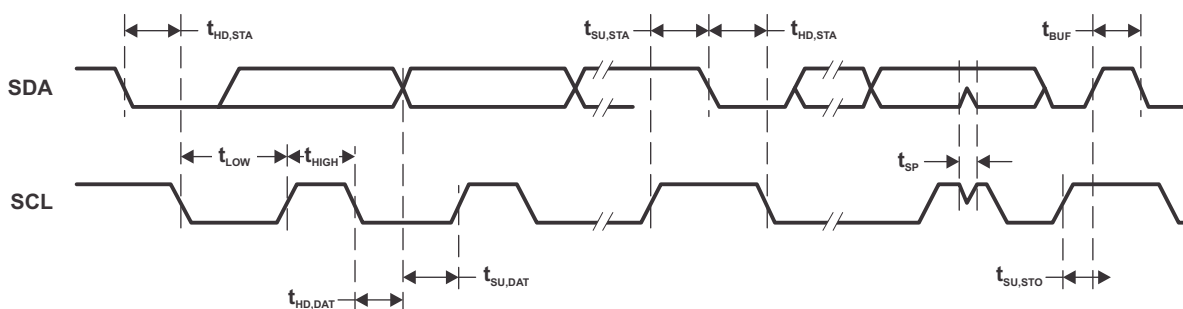 tHD,STA
tSU,STA
tHD,STA
tBUF
SDA
tLOW
tHIGH
tSP
SCL
tSU,DAT
tSU,STO
tHD,DAT